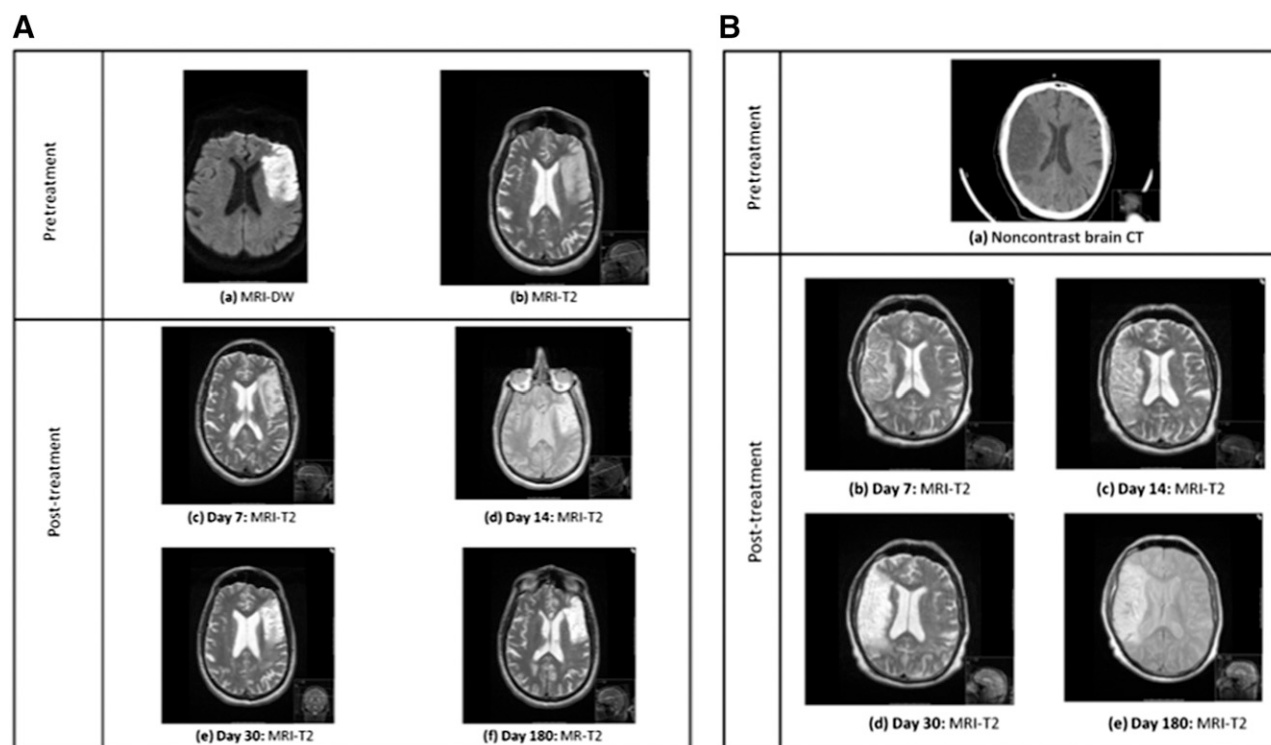 A
Pretreatment
(a) MRI-DW
(b) MRI-T2
Post-treatment
(c) Day 7: MRI-T2
(d) Day 14: MRI-T2
(e) Day 30: MRI-T2
(f) Day 180: MR-T2
B
Pretreatment
(a) Noncontrast brain CT
Post-treatment
(b) Day 7: MRI-T2
(c) Day 14: MRI-T2
(d) Day 30: MRI-T2
(e) Day 180: MRI-T2